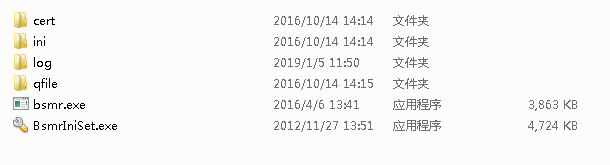 cert 2016/10/14 14:14 文件夹
ini 2016/10/14 14:14 文件夹
log 2019/1/5 11:50 文件夹
qfile 2016/10/14 14:15 文件夹
bsmr.exe 2016/4/6 13:41 应用程序 3,863 KB
BsmrIniSet.exe 2012/11/27 13:51 应用程序 4,724 KB